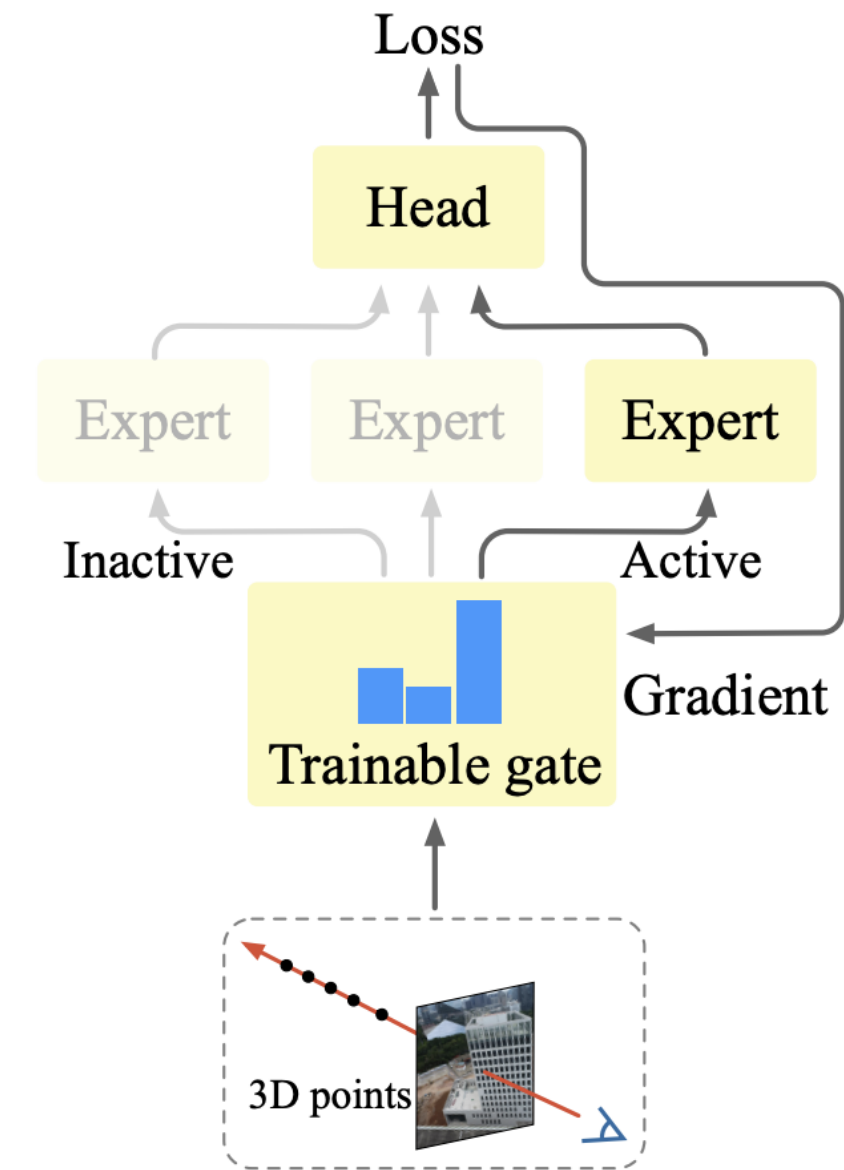 Loss
Head
Expert
Expert
Expert
Inactive
Active
Gradient
Trainable gate
3D points